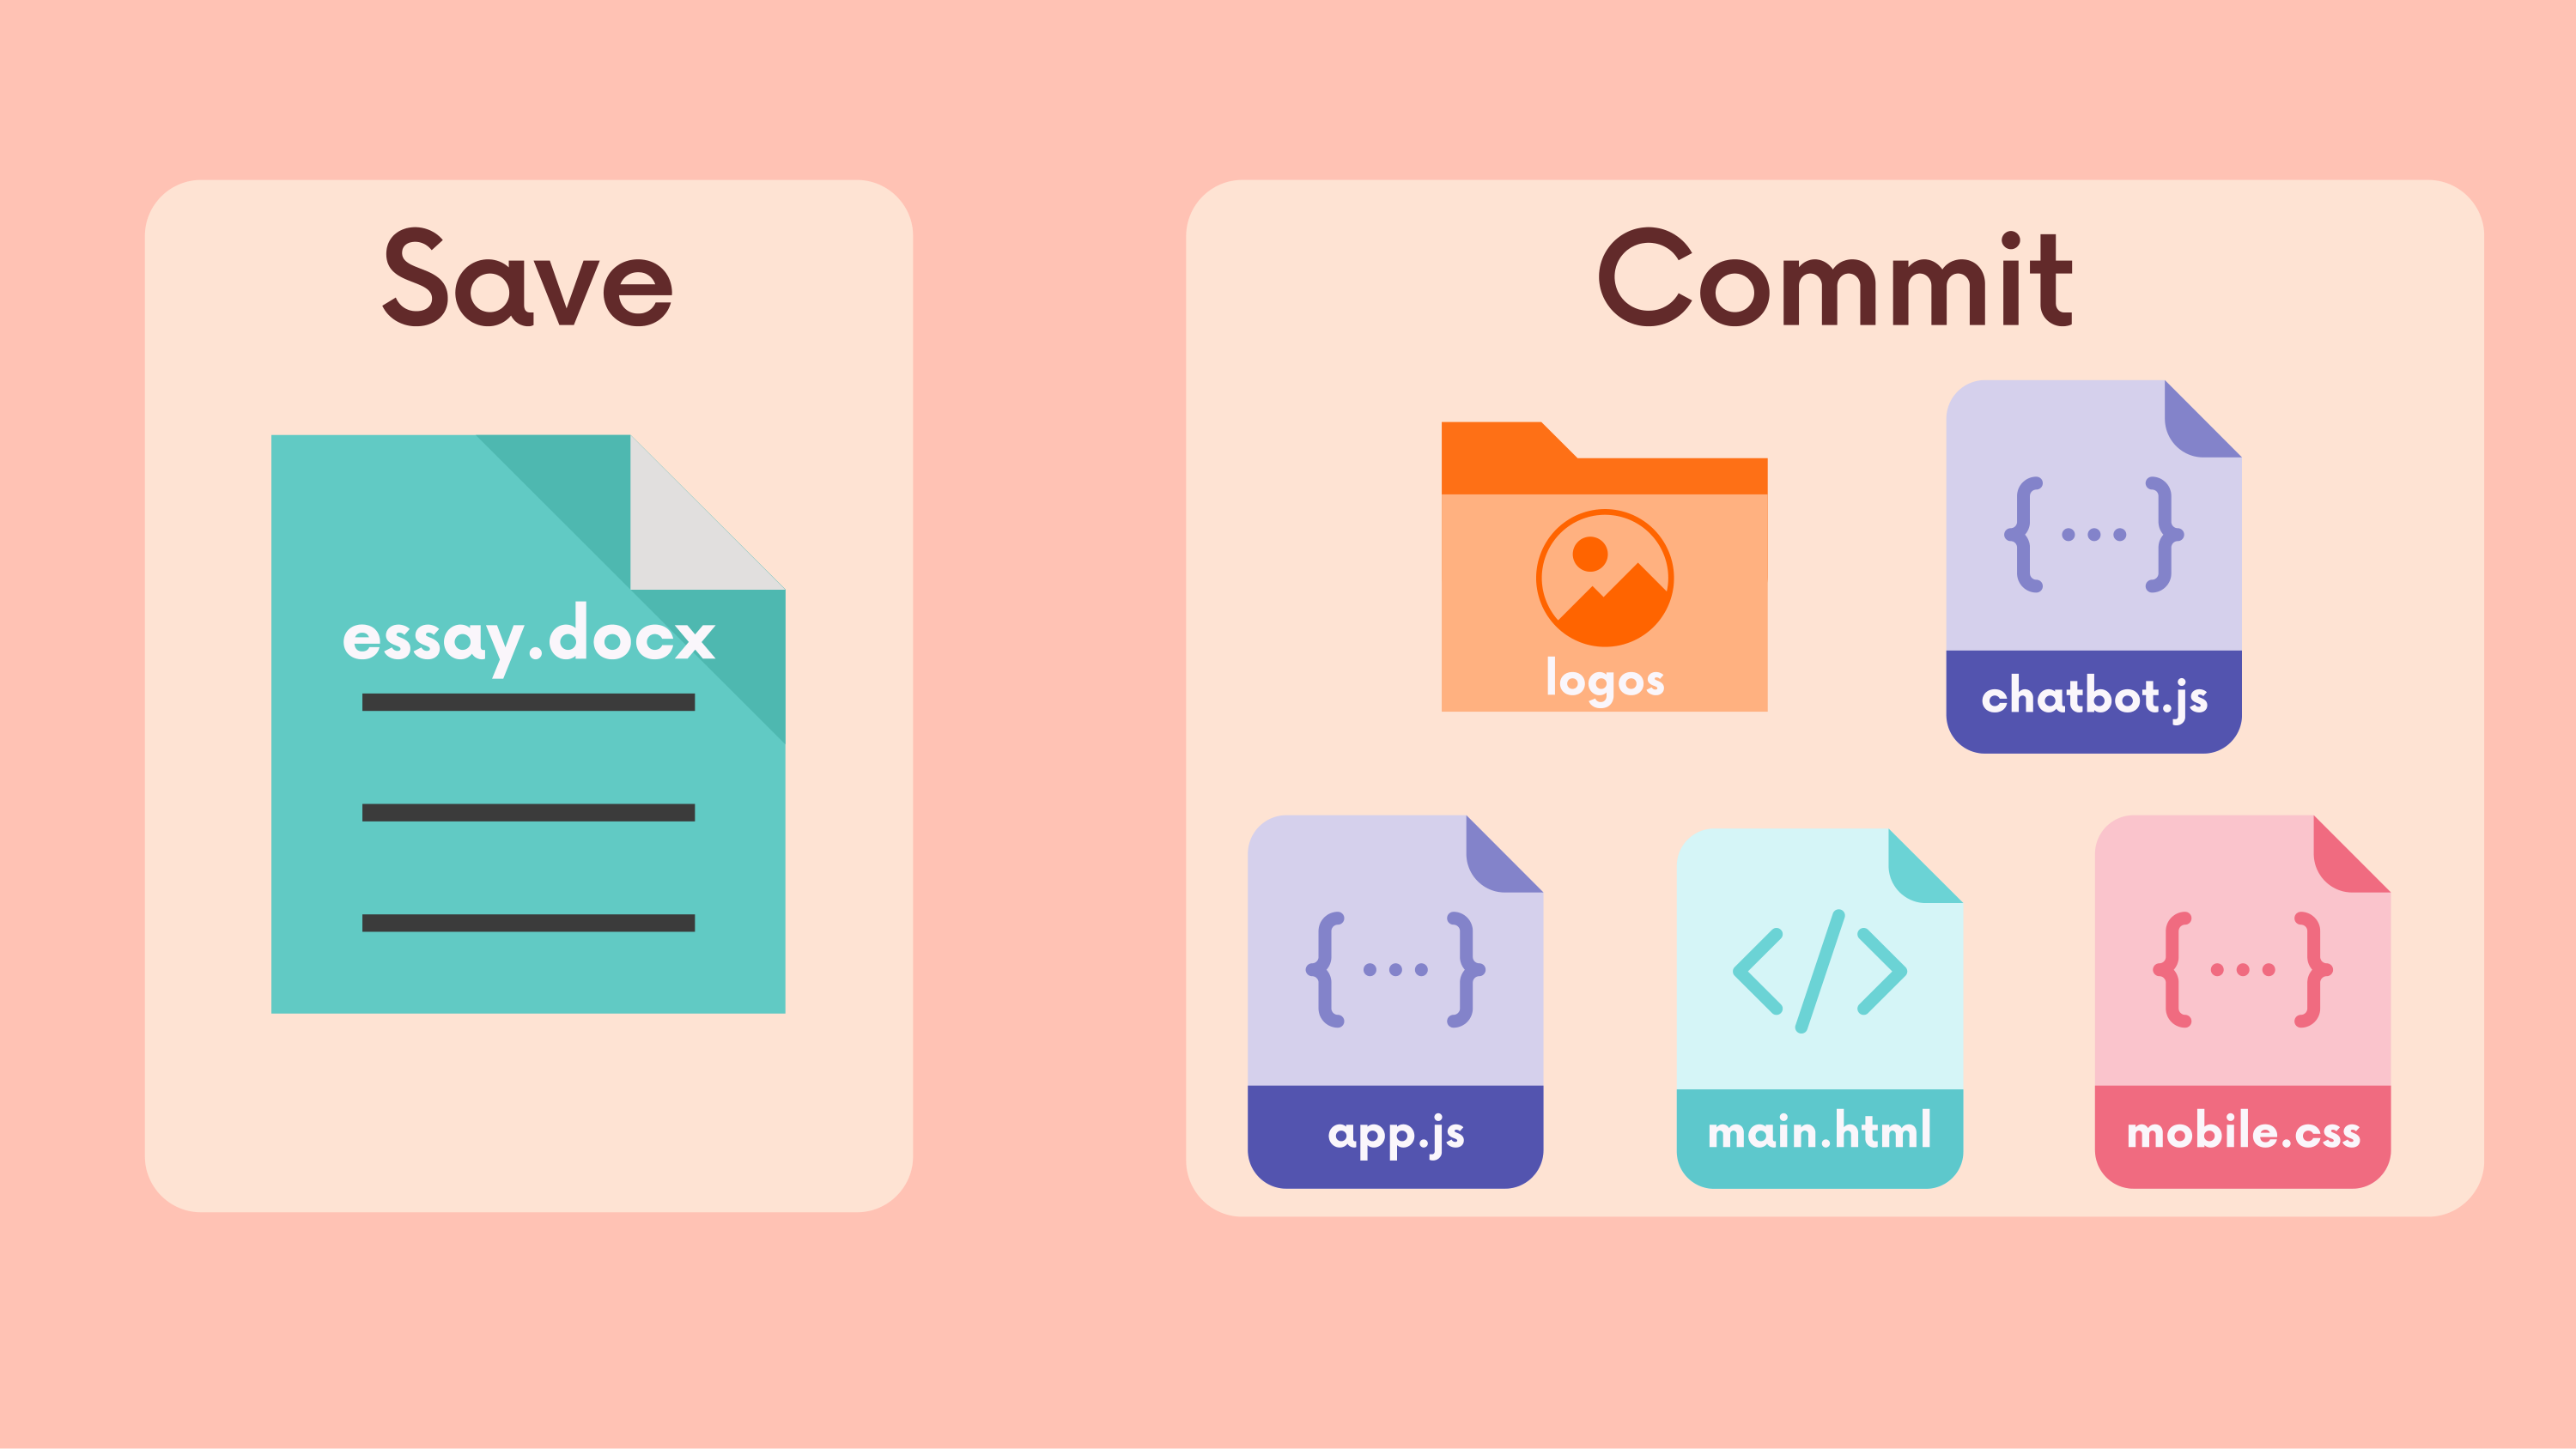 Save
essay.docx
Commit
logos
chatbot.js
{...}
app.js
{...}
main.html
</>
mobile.css
{...}